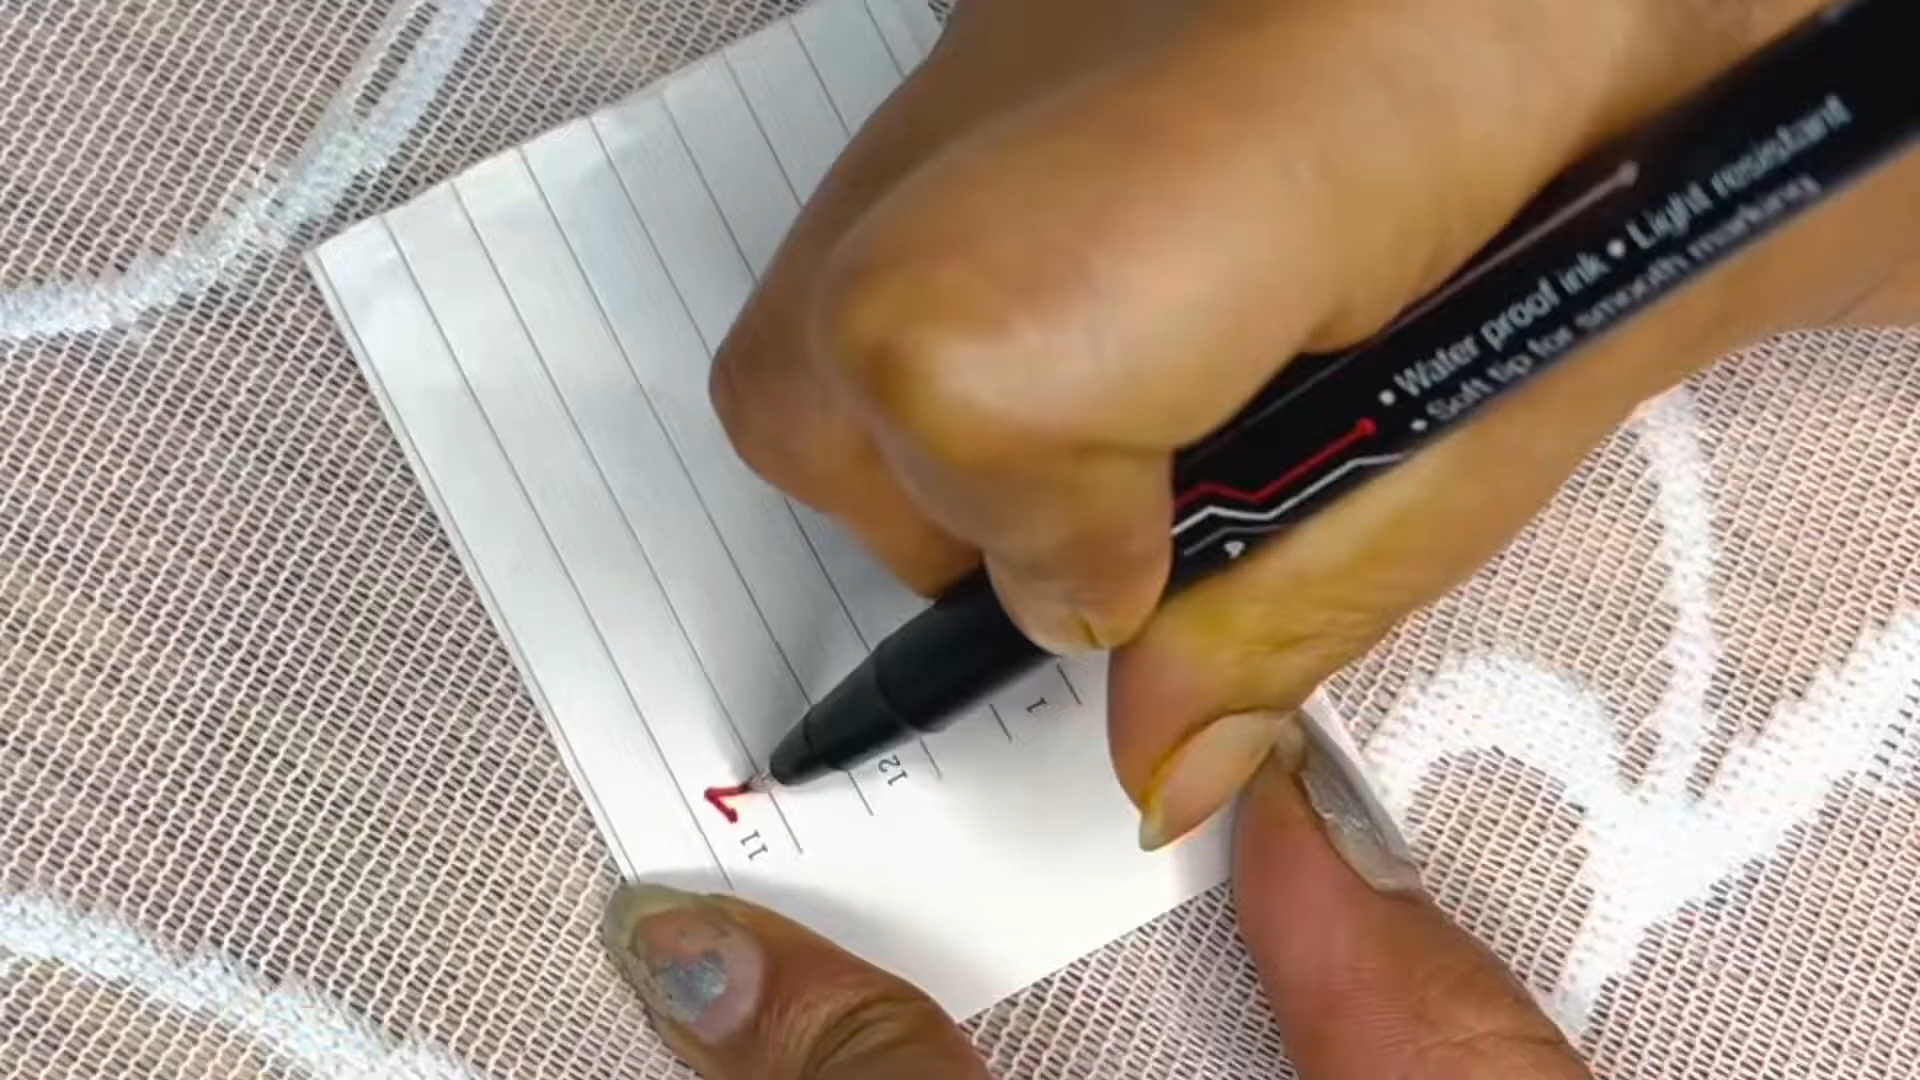 • Water proof ink • Light resistant
• Soft tip for smooth marking
11
12
1